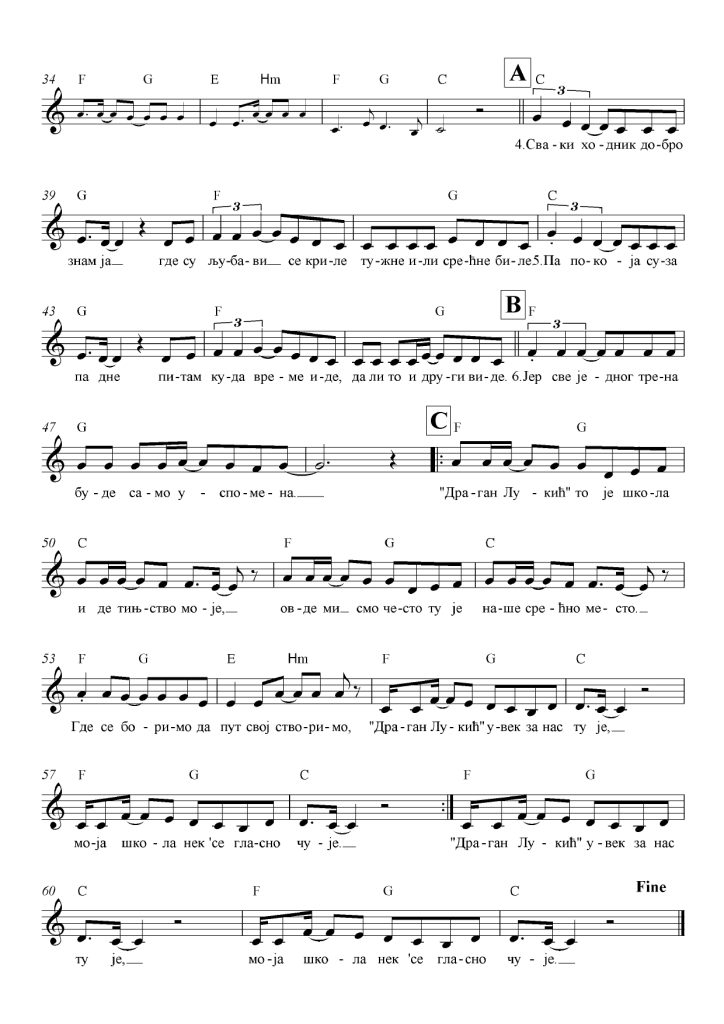 34 F G E Hm F G C A C
3
4.Сва - ки хо - дник до - бро
39 G F G C
3 3
знам ја__ где су љу - ба - ви__ се кри - ле ту - жне и - ли сре - ћне би - ле5.Па по - ко - ја су - за
43 G F G B F
3 3
па дне пи - там ку - да вре - ме и - де, да ли то и дру - ги ви - де. 6.Јер све је - дног тре - на
47 G C F G
бу - де са - мо у - спо - ме - на.__ "Дра - ган Лу - кић" то је шко - ла
50 C F G C
и де тињ - ство мо - је,__ ов - де ми__ смо че - сто ту је на - ше сре - ћно ме - сто.__
53 F G E Hm F G C
Где се бо - ри - мо да пут свој ство - ри - мо, "Дра - ган Лу - кић" у - век за нас ту је,__
57 F G C F G
мо - ја шко - ла нек 'се гла - сно чу - је.__ "Дра - ган Лу - кић" у - век за нас
60 C F G C Fine
ту је,__ мо - ја шко - ла нек 'се гла - сно чу - је.__